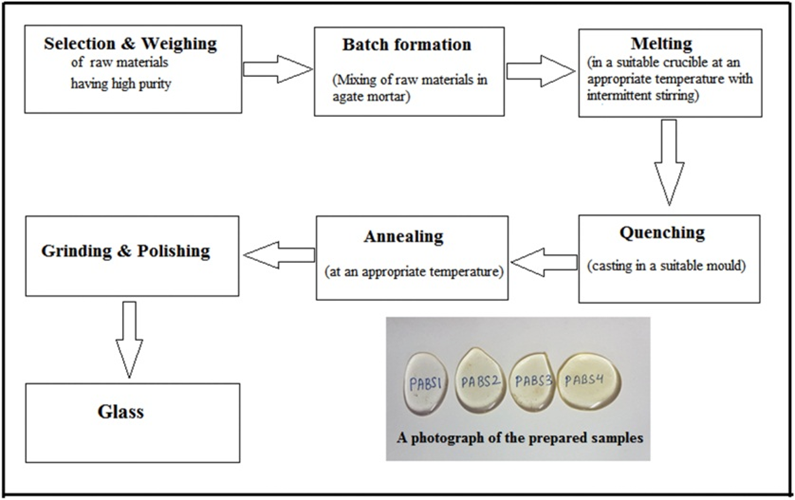 Selection & Weighing
of raw materials
having high purity
Batch formation
(Mixing of raw materials in
agate mortar)
Melting
(in a suitable crucible at an
appropriate temperature with
intermittent stirring)
Quenching
(casting in a suitable mould)
Annealing
(at an appropriate temperature)
Grinding & Polishing
Glass
PABS1 PABS2 PABS3 PABS4
A photograph of the prepared samples